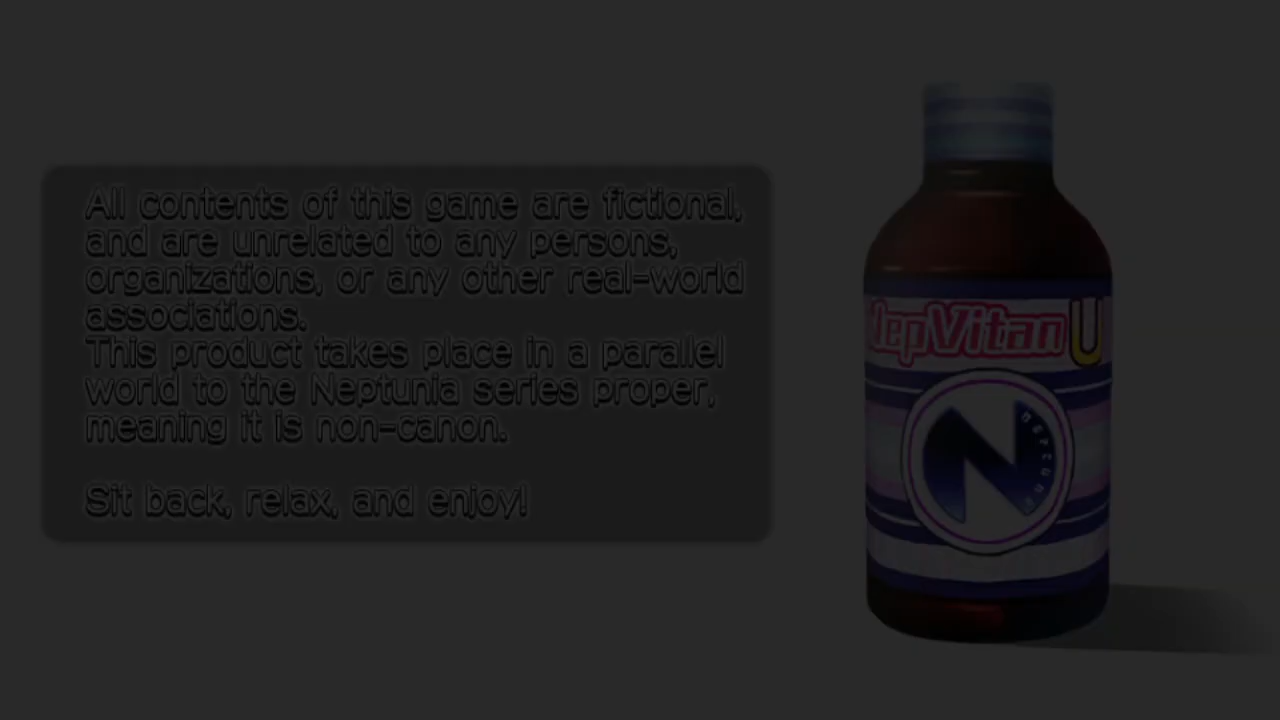 All contents of this game are fictional,
and are unrelated to any persons,
organizations, or any other real-world
associations.
This product takes place in a parallel
world to the Neptunia series proper,
meaning it is non-canon.
Sit back, relax, and enjoy!
NepVitan U
N
NEPTUNE